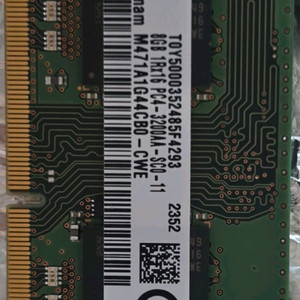 T0Y5000352485F4293
8GB 1Rx16 PC4-3200AA-SC0-11
M471A1G44CB0-CWE
2352